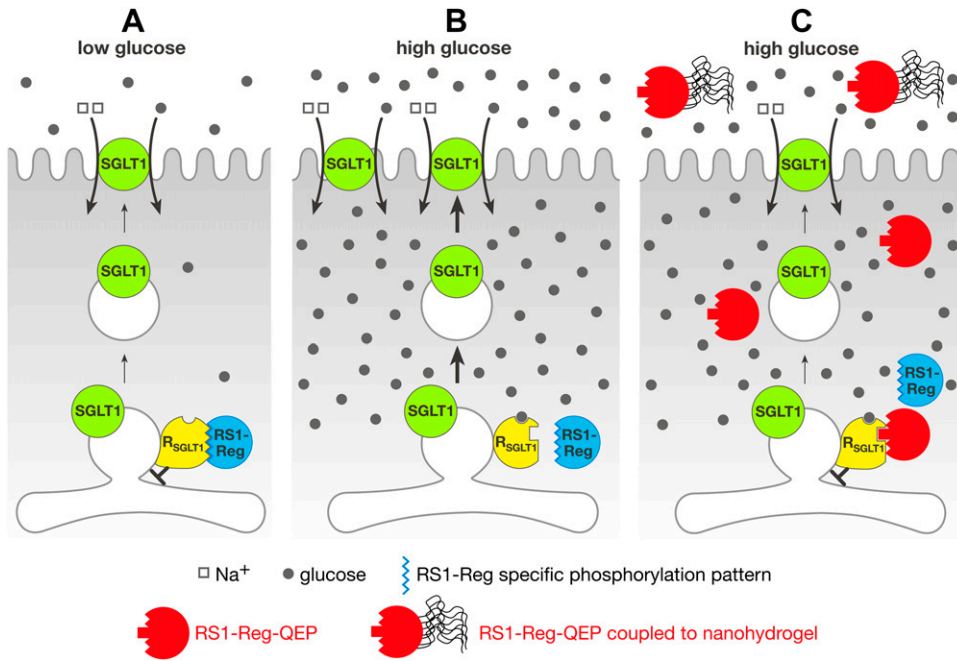 A
low glucose
SGLT1
SGLT1
SGLT1
RSGLT1
RS1-
Reg
B
high glucose
SGLT1
SGLT1
SGLT1
SGLT1
RSGLT1
RS1-
Reg
C
high glucose
SGLT1
SGLT1
RS1-
Reg
SGLT1
RSGLT1
Na+
glucose
RS1-Reg specific phosphorylation pattern
RS1-Reg-QEP
RS1-Reg-QEP coupled to nanohydrogel